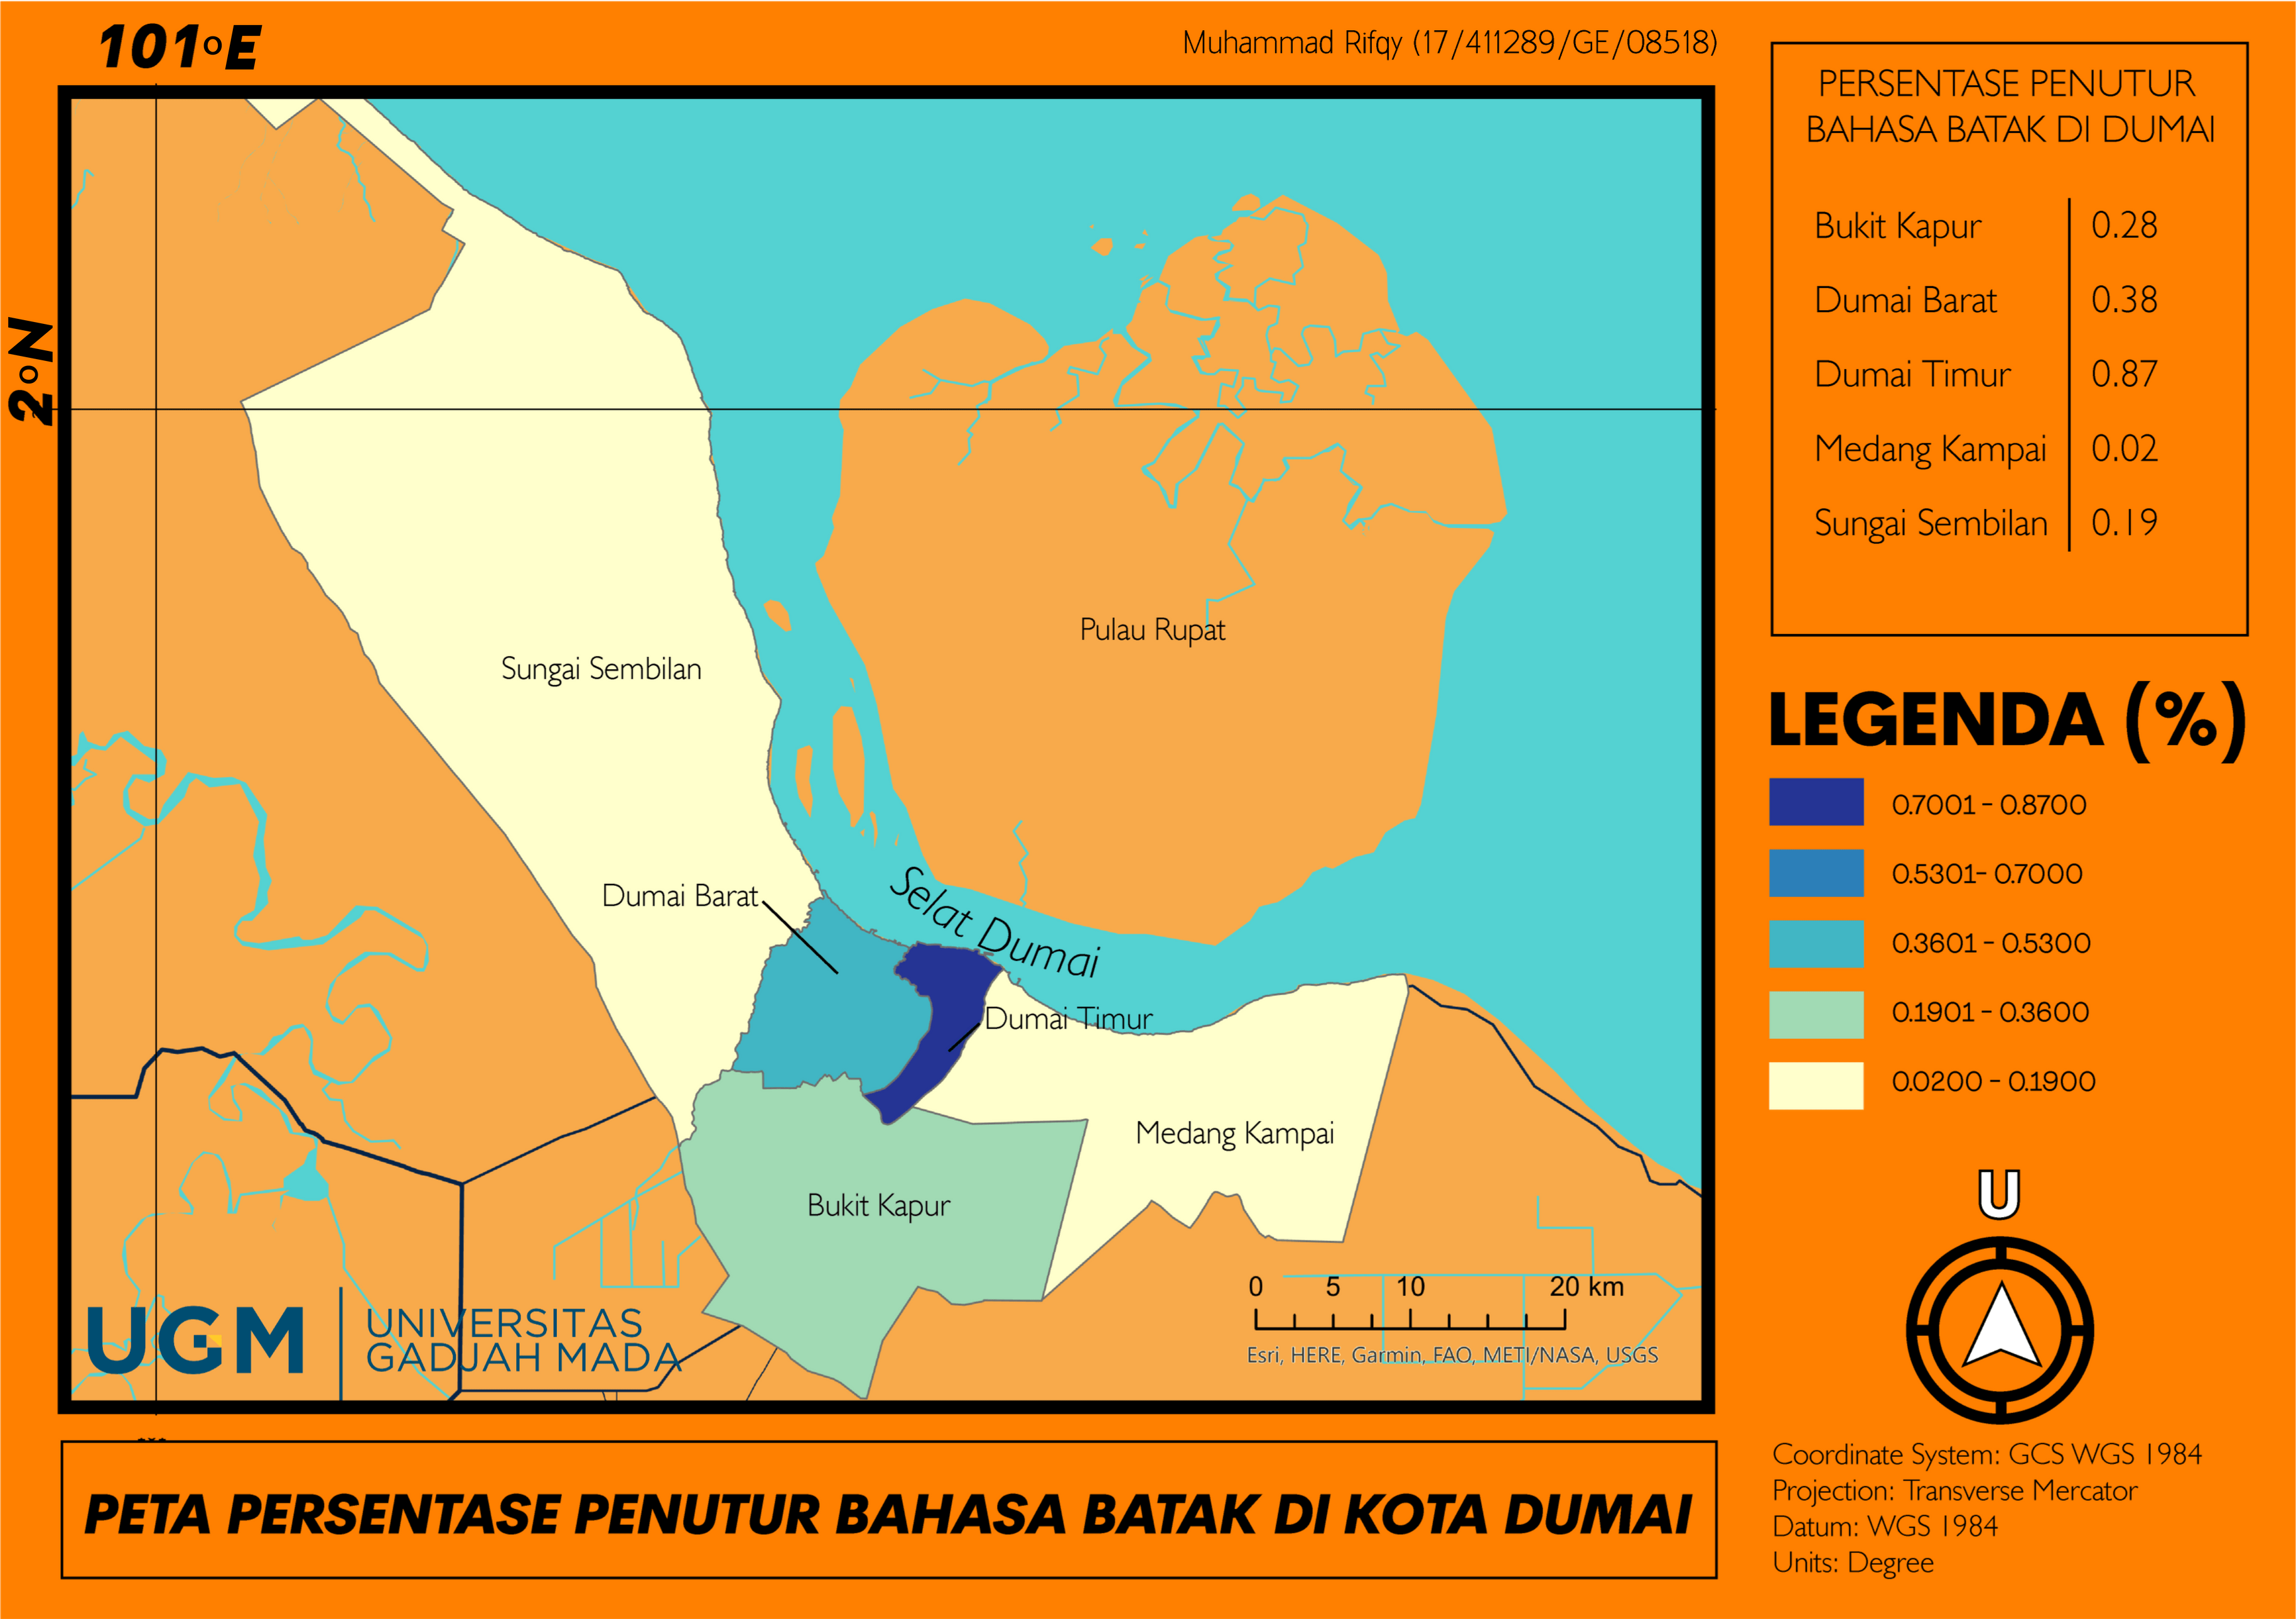 101°E
Muhammad Rifqy (17/411289/GE/08518)
2°N
Sungai Sembilan
Pulau Rupat
Dumai Barat
Selat Dumai
Dumai Timur
Medang Kampai
Bukit Kapur
0 5 10 20 km
Esri, HERE, Garmin, FAO, METI/NASA, USGS
UGM
UNIVERSITAS
GADJAH MADA
PETA PERSENTASE PENUTUR BAHASA BATAK DI KOTA DUMAI
PERSENTASE PENUTUR
BAHASA BATAK DI DUMAI
Bukit Kapur 0.28
Dumai Barat 0.38
Dumai Timur 0.87
Medang Kampai 0.02
Sungai Sembilan 0.19
LEGENDA (%)
0.7001 - 0.8700
0.5301- 0.7000
0.3601 - 0.5300
0.1901 - 0.3600
0.0200 - 0.1900
U
Coordinate System: GCS WGS 1984
Projection: Transverse Mercator
Datum: WGS 1984
Units: Degree